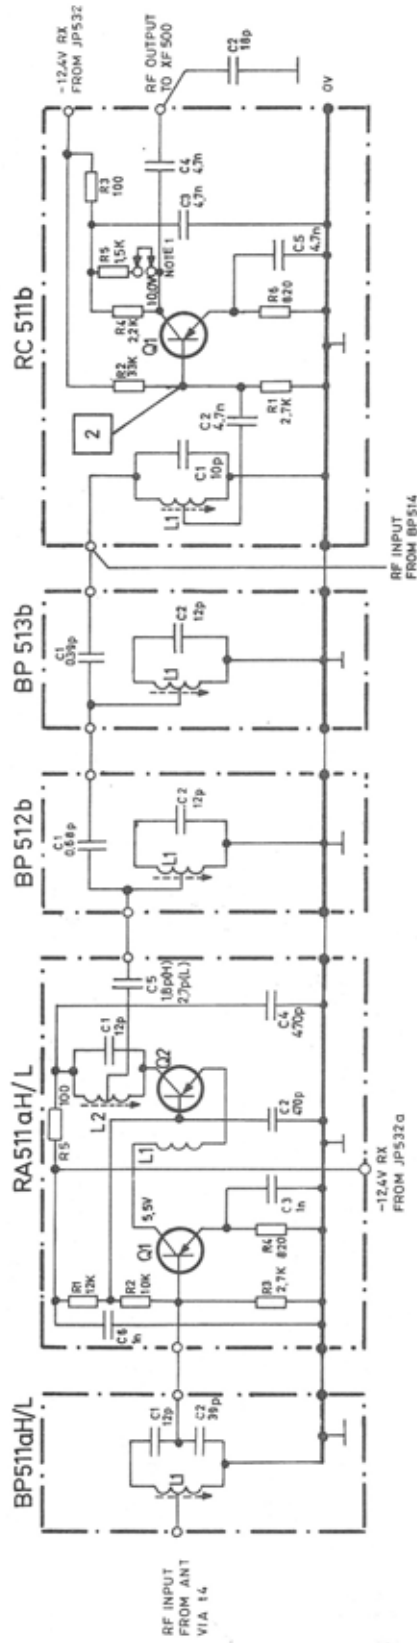 BP511aH/L
RF INPUT
FROM ANT
VIA t4
L1
C1
12p
C2
39p
RA511aH/L
R1
12K
R2
10K
C6
1n
R3
2,7K
Q1
5,5V
R4
820
C3
1n
L1
Q2
C2
470p
R5
100
L2
C1
12p
C5
1,8p(H)
2,7p(L)
C4
470p
-12,4V RX
FROM JP532a
BP 512b
C1
0,68p
L1
C2
12p
BP 513b
C1
0,39p
L1
C2
12p
RC 511b
RF INPUT
FROM BP514
L1
C1
10p
C2
4,7n
2
R2
33K
R1
2,7K
Q1
R4
2,2K
R5
1,5K
10,0V
NOTE 1
R3
100
C3
4,7n
C4
4,7n
R6
820
C5
4,7n
-12,4V RX
FROM JP532
RF OUTPUT
TO XF500
C2
18p
0V